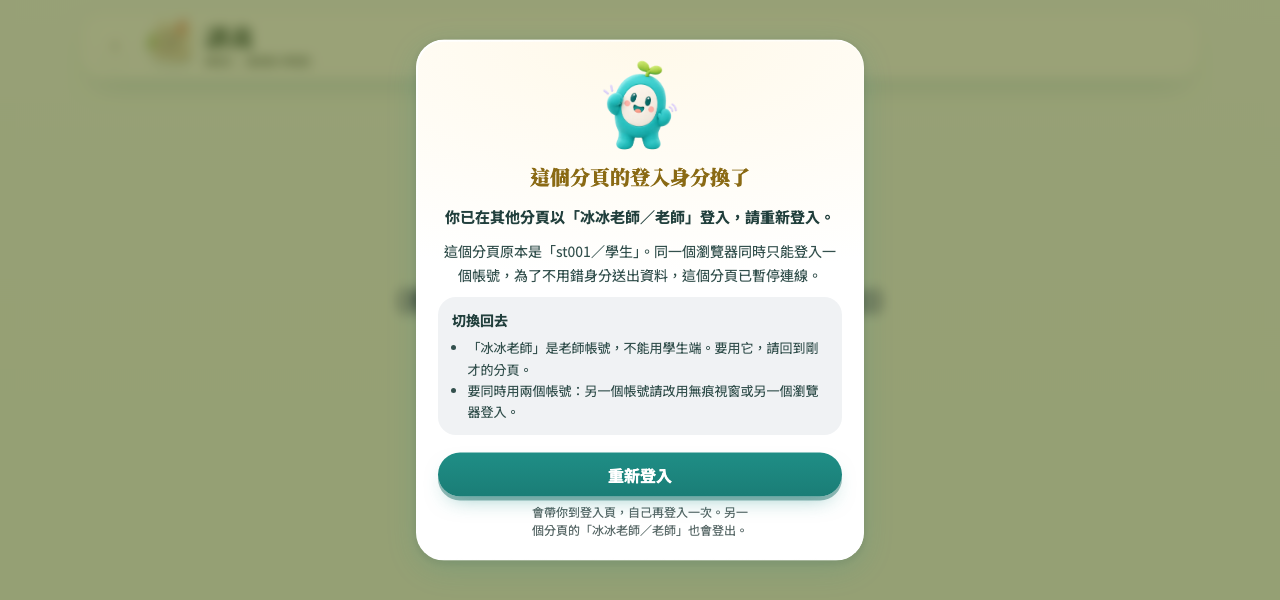 這個分頁的登入身分換了
你已在其他分頁以「冰冰老師／老師」登入，請重新登入。
這個分頁原本是「st001／學生」。同一個瀏覽器同時只能登入一
個帳號，為了不用錯身分送出資料，這個分頁已暫停連線。
切換回去
「冰冰老師」是老師帳號，不能用學生端。要用它，請回到剛
才的分頁。
要同時用兩個帳號：另一個帳號請改用無痕視窗或另一個瀏覽
器登入。
重新登入
會帶你到登入頁，自己再登入一次。另一
個分頁的「冰冰老師／老師」也會登出。